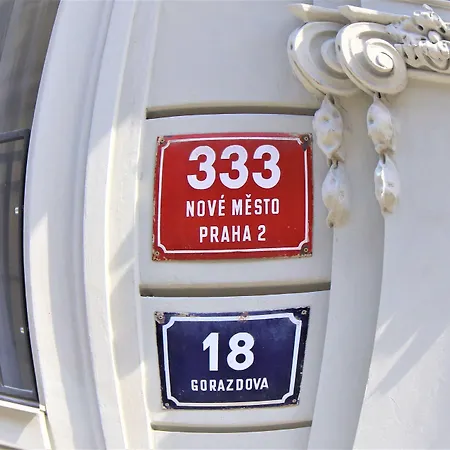 333
NOVÉ MĚSTO
PRAHA 2
18
GORAZDOVA